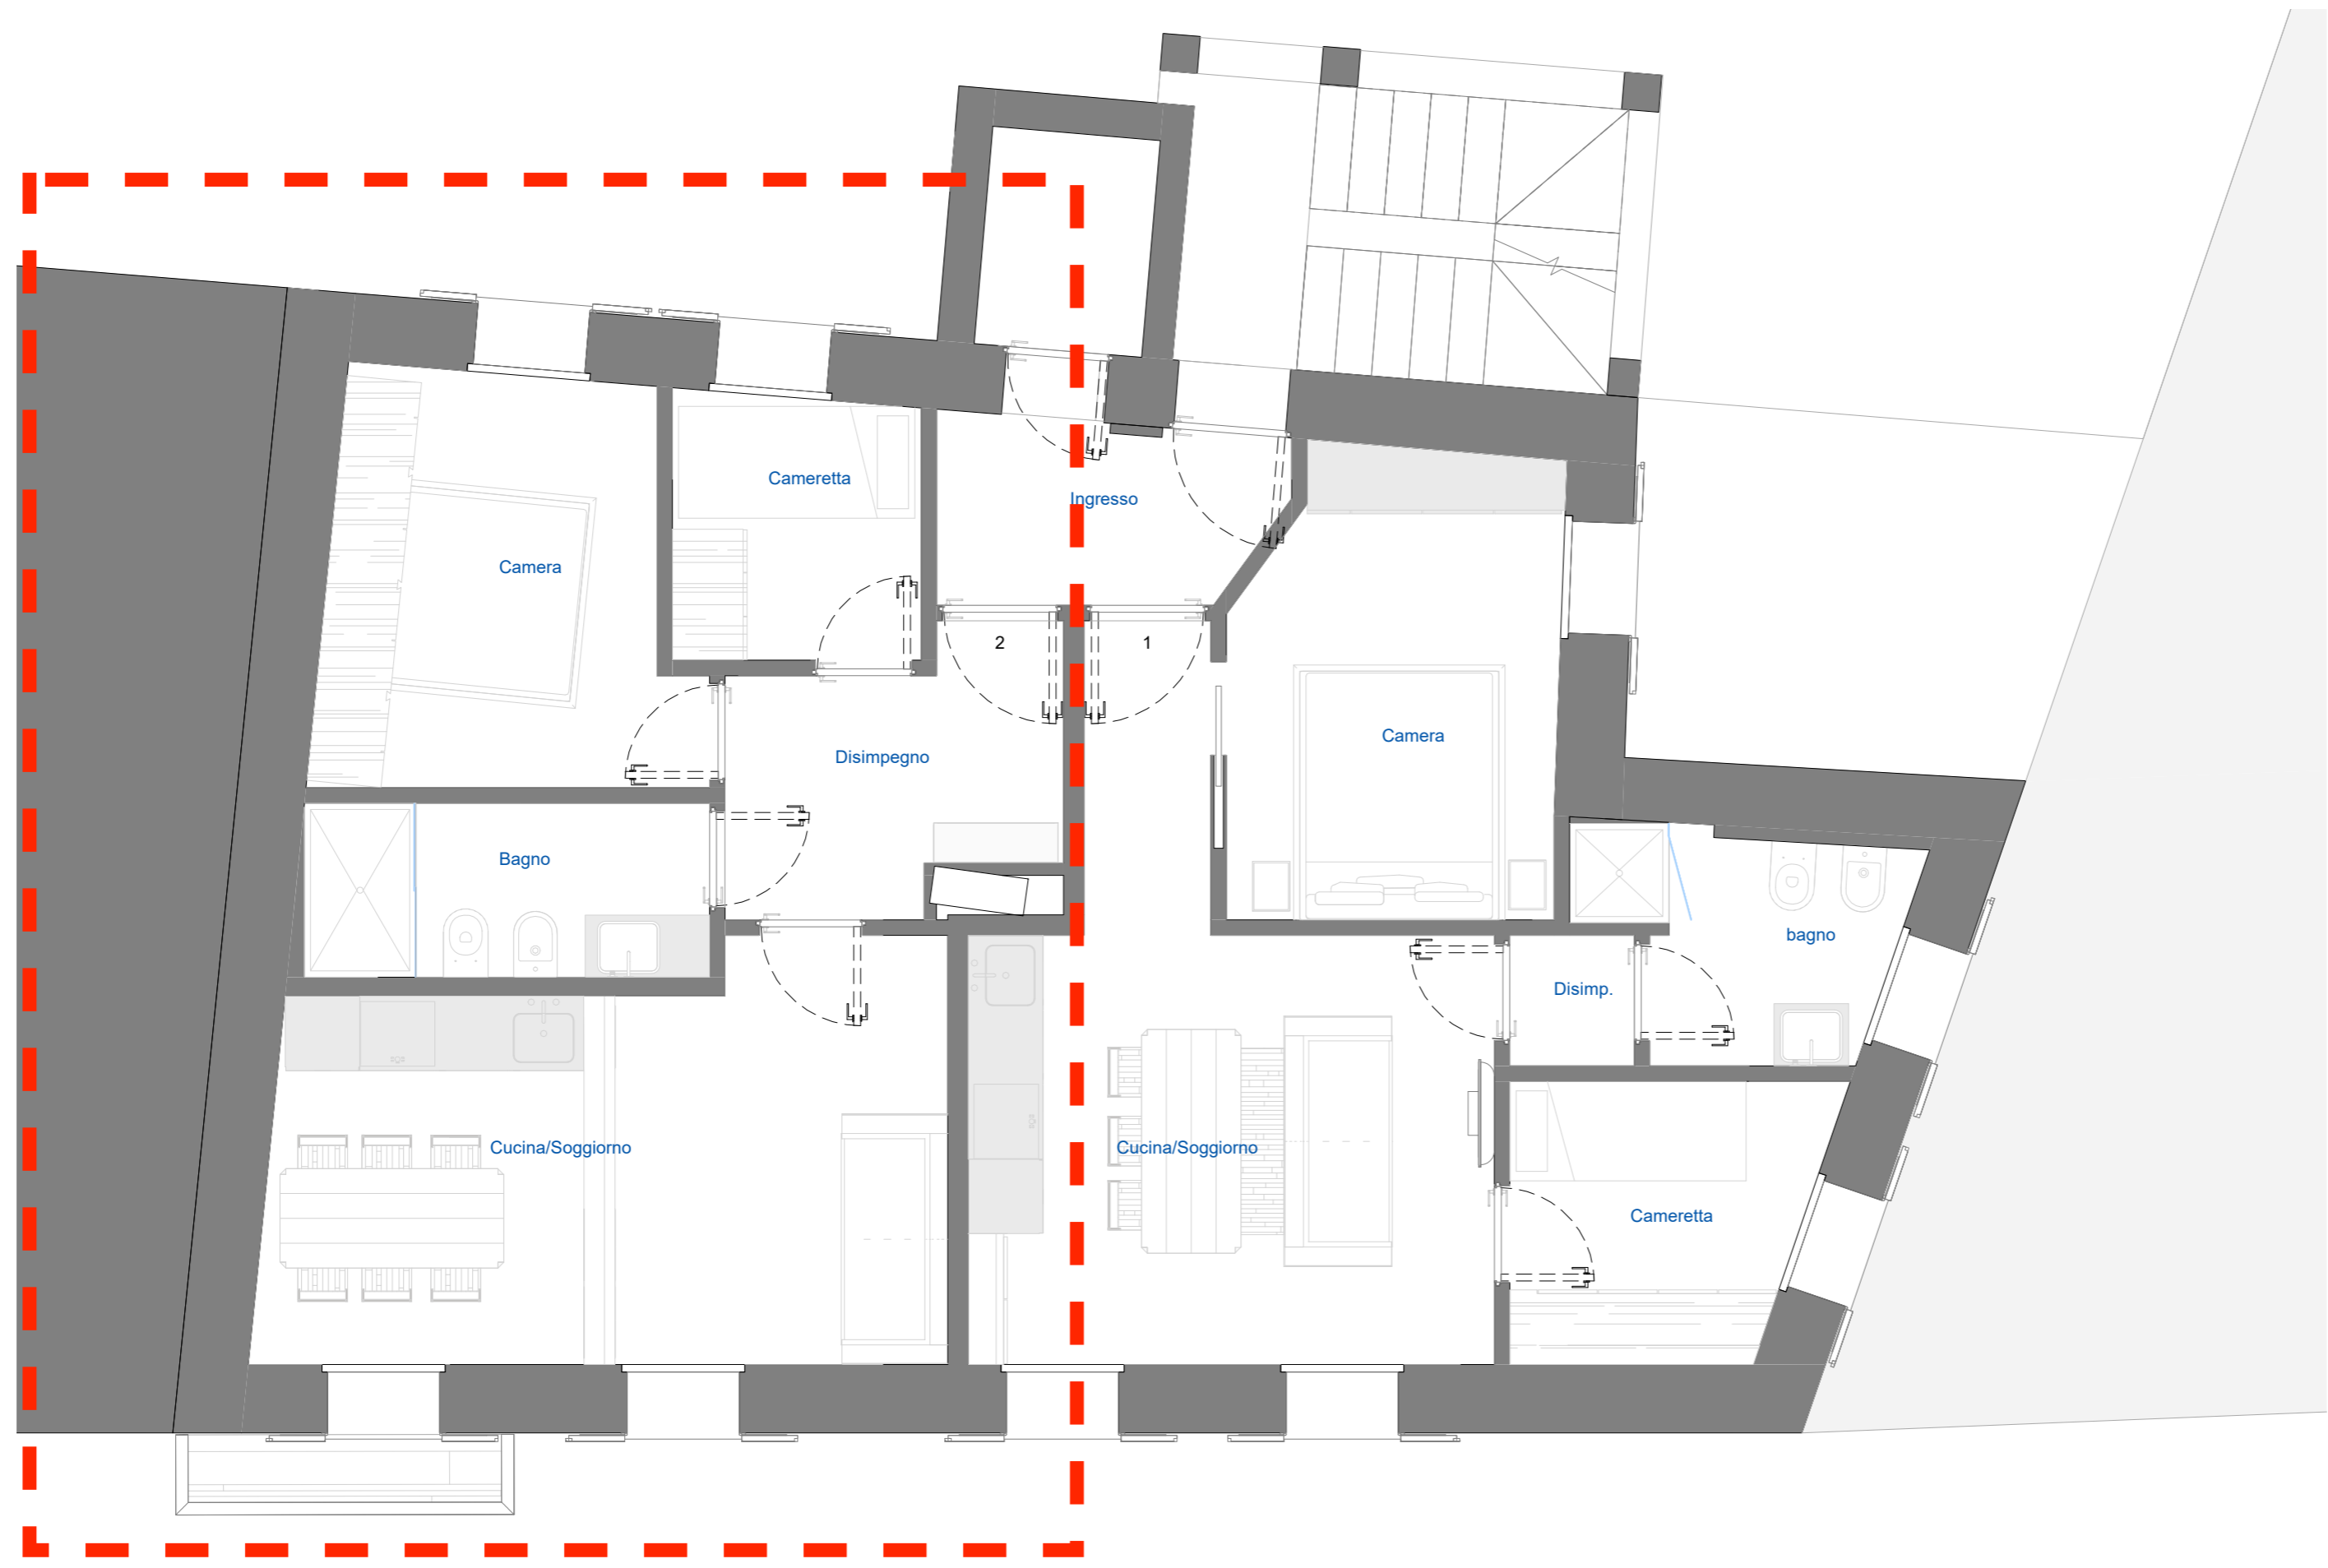 Cameretta
Ingresso
Camera
2
1
Camera
Disimpegno
Bagno
bagno
Disimp.
Cucina/Soggiorno
Cucina/Soggiorno
Cameretta